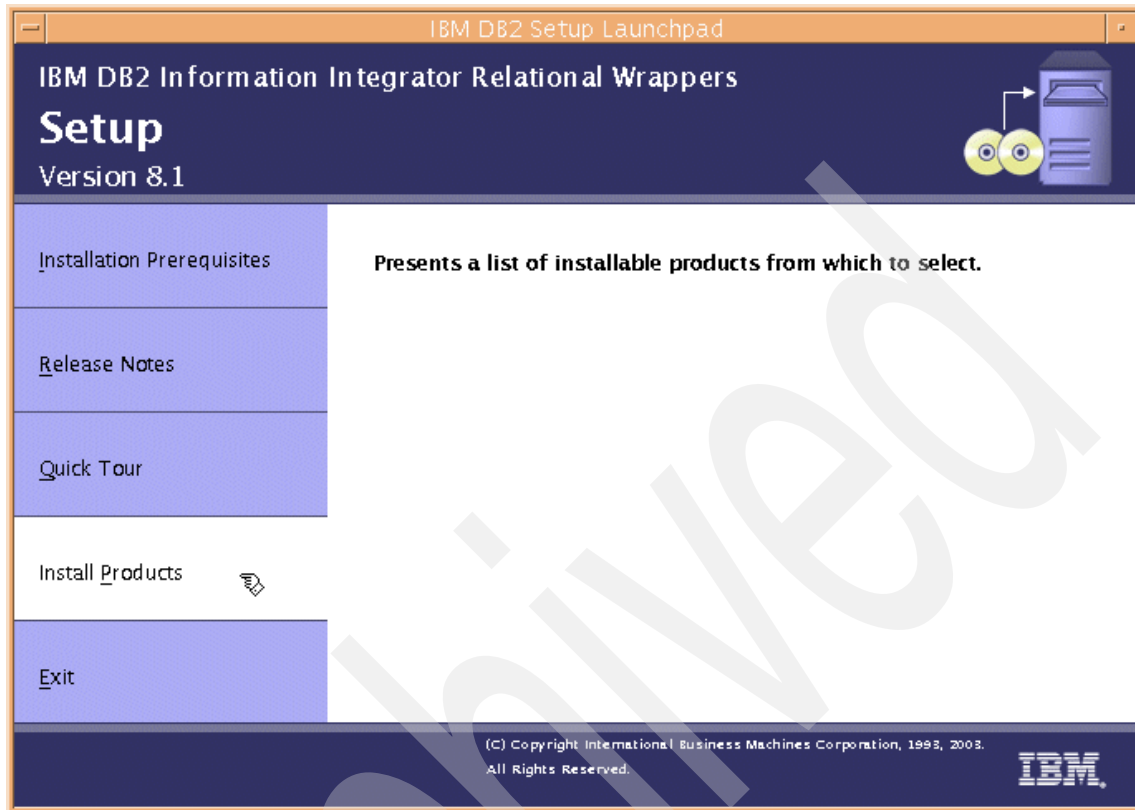 IBM DB2 Setup Launchpad
IBM DB2 Information Integrator Relational Wrappers
Setup
Version 8.1
Installation Prerequisites
Presents a list of installable products from which to select.
Release Notes
Quick Tour
Install Products
Exit
(C) Copyright International Business Machines Corporation, 1993, 2003.
All Rights Reserved.
IBM.
hived